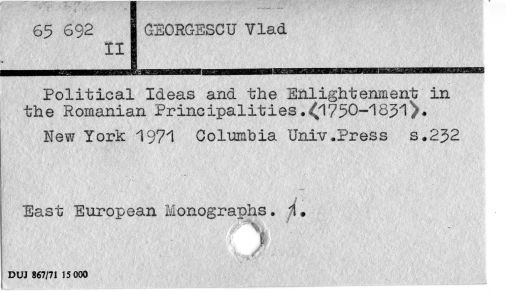 65 692
II
GEORGESCU Vlad
Political Ideas and the Enlightenment in
the Romanian Principalities.<1750-1831>.
New York 1971 Columbia Univ.Press s.232
East European Monographs. 1.
DUJ 867/71 15 000